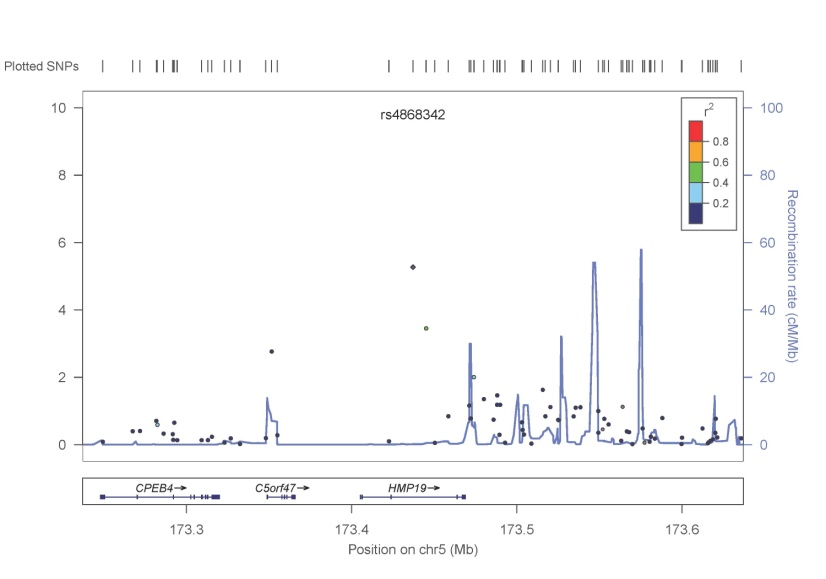 Plotted SNPs
rs4868342
r2
0.8
0.6
0.4
0.2
10
8
6
4
2
0
100
80
60
40
20
0
Recombination rate (cM/Mb)
CPEB4→
C5orf47→
HMP19→
173.3
173.4
173.5
173.6
Position on chr5 (Mb)